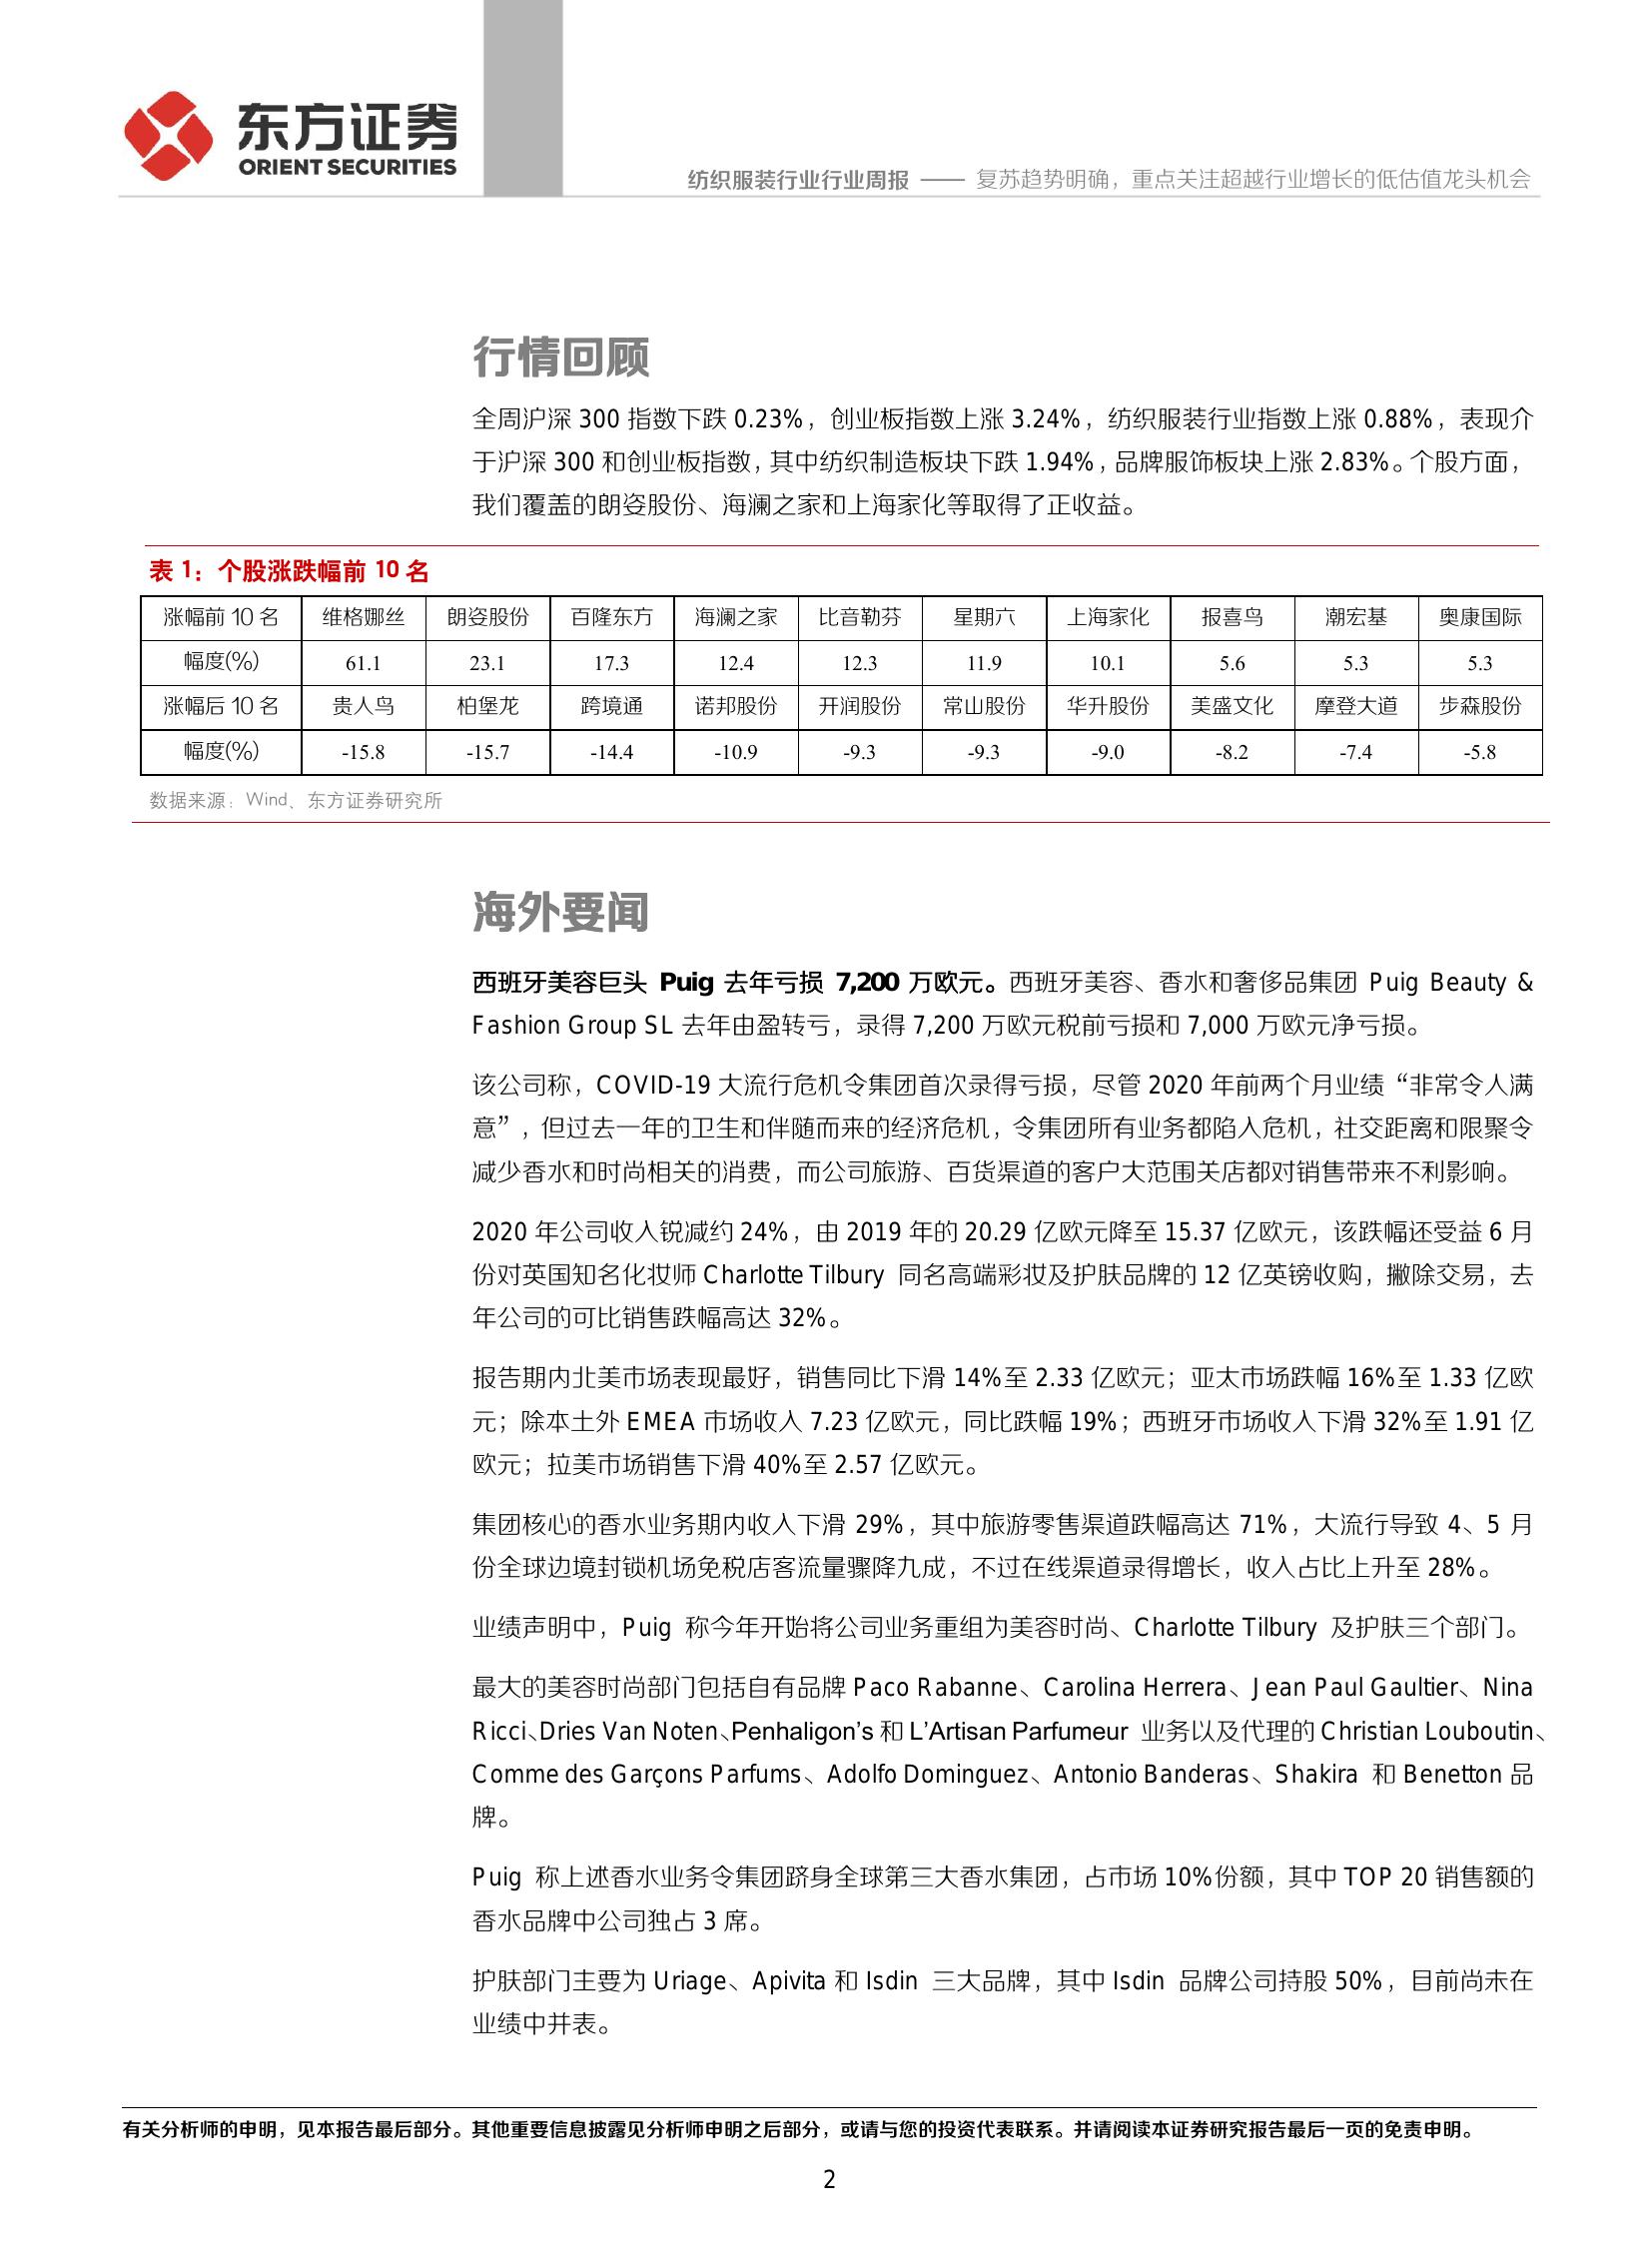 东方证券
ORIENT SECURITIES
纺织服装行业行业周报 —— 复苏趋势明确，重点关注超越行业增长的低估值龙头机会
行情回顾
全周沪深 300 指数下跌 0.23%，创业板指数上涨 3.24%，纺织服装行业指数上涨 0.88%，表现介
于沪深 300 和创业板指数，其中纺织制造板块下跌 1.94%，品牌服饰板块上涨 2.83%。个股方面，
我们覆盖的朗姿股份、海澜之家和上海家化等取得了正收益。
表 1：个股涨跌幅前 10 名
涨幅前 10 名 维格娜丝 朗姿股份 百隆东方 海澜之家 比音勒芬 星期六 上海家化 报喜鸟 潮宏基 奥康国际
幅度(%) 61.1 23.1 17.3 12.4 12.3 11.9 10.1 5.6 5.3 5.3
涨幅后 10 名 贵人鸟 柏堡龙 跨境通 诺邦股份 开润股份 常山股份 华升股份 美盛文化 摩登大道 步森股份
幅度(%) -15.8 -15.7 -14.4 -10.9 -9.3 -9.3 -9.0 -8.2 -7.4 -5.8
数据来源：Wind、东方证券研究所
海外要闻
西班牙美容巨头 Puig 去年亏损 7,200 万欧元。西班牙美容、香水和奢侈品集团 Puig Beauty &
Fashion Group SL 去年由盈转亏，录得 7,200 万欧元税前亏损和 7,000 万欧元净亏损。
该公司称，COVID-19 大流行危机令集团首次录得亏损，尽管 2020 年前两个月业绩“非常令人满
意”，但过去一年的卫生和伴随而来的经济危机，令集团所有业务都陷入危机，社交距离和限聚令
减少香水和时尚相关的消费，而公司旅游、百货渠道的客户大范围关店都对销售带来不利影响。
2020 年公司收入锐减约 24%，由 2019 年的 20.29 亿欧元降至 15.37 亿欧元，该跌幅还受益 6 月
份对英国知名化妆师 Charlotte Tilbury 同名高端彩妆及护肤品牌的 12 亿英镑收购，撇除交易，去
年公司的可比销售跌幅高达 32%。
报告期内北美市场表现最好，销售同比下滑 14%至 2.33 亿欧元；亚太市场跌幅 16%至 1.33 亿欧
元；除本土外 EMEA 市场收入 7.23 亿欧元，同比跌幅 19%；西班牙市场收入下滑 32%至 1.91 亿
欧元；拉美市场销售下滑 40%至 2.57 亿欧元。
集团核心的香水业务期内收入下滑 29%，其中旅游零售渠道跌幅高达 71%，大流行导致 4、5 月
份全球边境封锁机场免税店客流量骤降九成，不过在线渠道录得增长，收入占比上升至 28%。
业绩声明中，Puig 称今年开始将公司业务重组为美容时尚、Charlotte Tilbury 及护肤三个部门。
最大的美容时尚部门包括自有品牌 Paco Rabanne、Carolina Herrera、Jean Paul Gaultier、Nina
Ricci、Dries Van Noten、Penhaligon’s 和 L’Artisan Parfumeur 业务以及代理的 Christian Louboutin、
Comme des Garçons Parfums、Adolfo Dominguez、Antonio Banderas、Shakira 和 Benetton 品
牌。
Puig 称上述香水业务令集团跻身全球第三大香水集团，占市场 10%份额，其中 TOP 20 销售额的
香水品牌中公司独占 3 席。
护肤部门主要为 Uriage、Apivita 和 Isdin 三大品牌，其中 Isdin 品牌公司持股 50%，目前尚未在
业绩中并表。
有关分析师的申明，见本报告最后部分。其他重要信息披露见分析师申明之后部分，或请与您的投资代表联系。并请阅读本证券研究报告最后一页的免责申明。
2